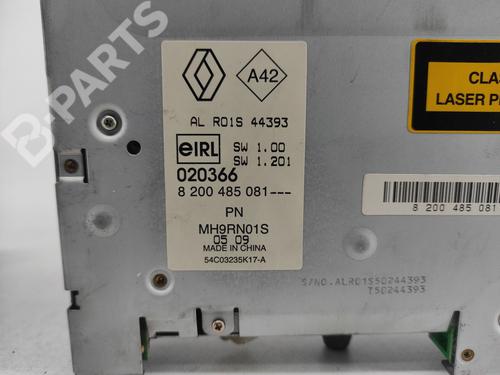 B-PARTS
A42
AL R01S 44393
eIRL SW 1.00
SW 1.201
020366
8 200 485 081---
PN
MH9RN01S
05 09
MADE IN CHINA
54C03235K17-A
CLAS
LASER P
8 200 485 081
S/NO.ALR01S50244393
T50244393